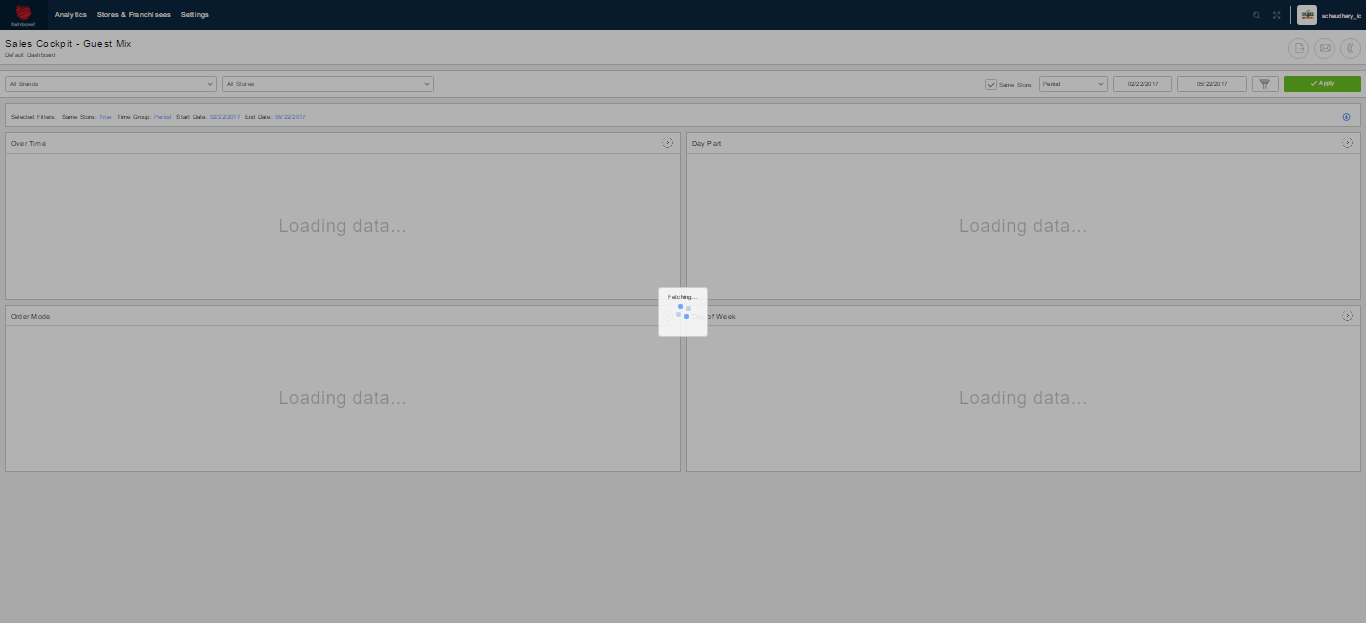 fishbowl
Analytics Stores & Franchisees Settings
schaudhary_ic
Sales Cockpit - Guest Mix
Default Dashboard
All Brands All Stores Same Store Period 02/22/2017 05/22/2017 Apply
Selected Filters: Same Store: True Time Group: Period Start Date: 02/22/2017 End Date: 05/22/2017
Over Time Day Part
Loading data... Loading data...
Fetching...
Order Mode of Week
Loading data... Loading data...